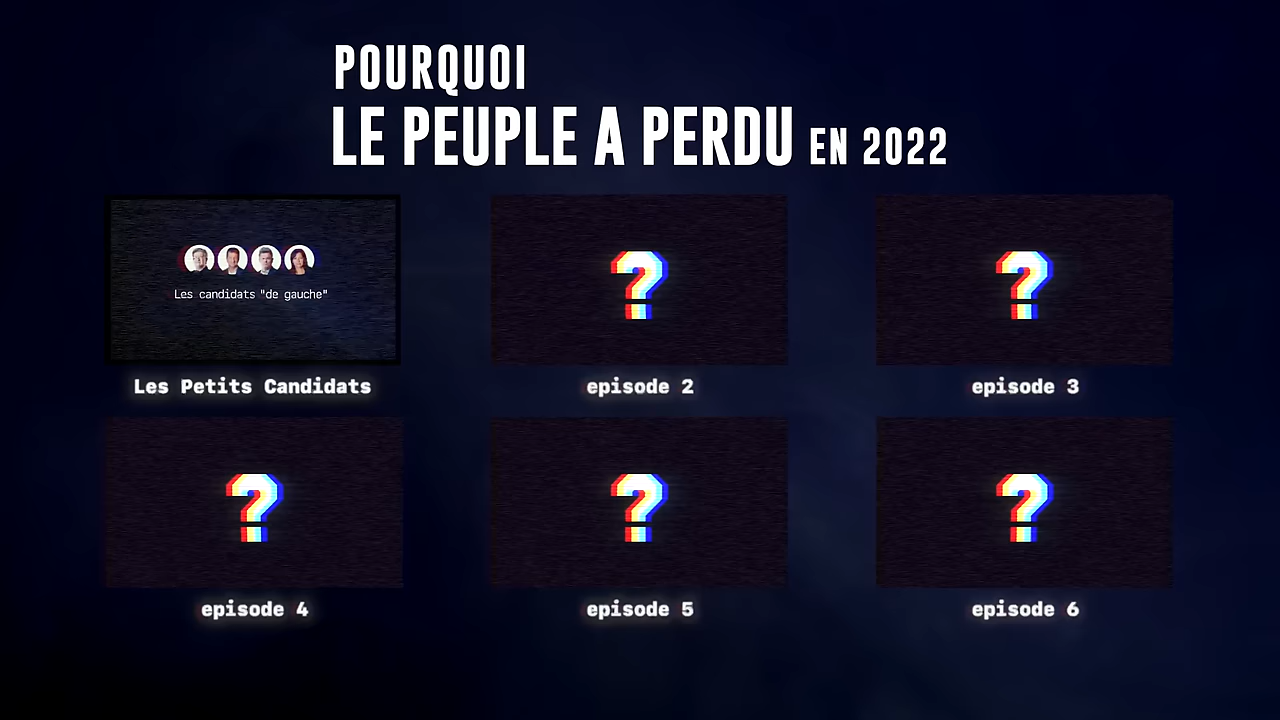 POURQUOI
LE PEUPLE A PERDU EN 2022
Les candidats "de gauche"
Les Petits Candidats
?
episode 2
?
episode 3
?
episode 4
?
episode 5
?
episode 6